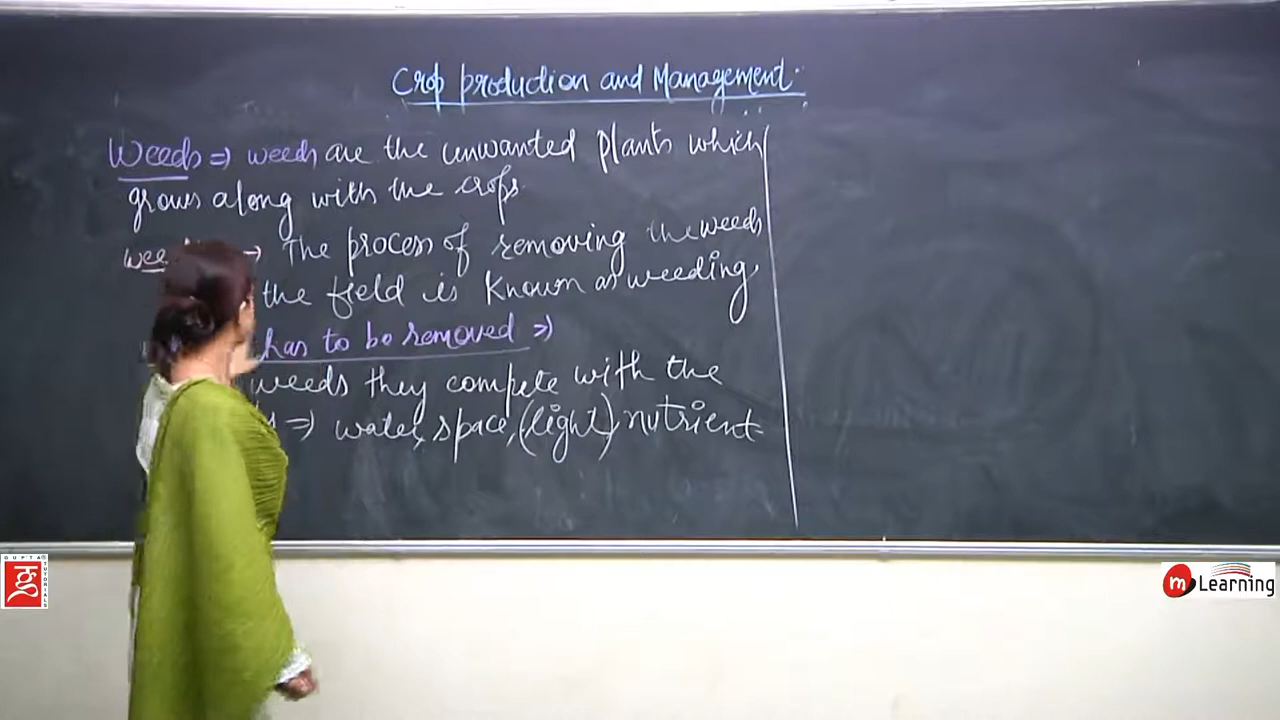 Crop production and Management
Weeds ⇒ weeds are the unwanted plants which
grows along with the crops.
The process of removing the weeds
the field is known as weeding.
has to be removed ⇒
weeds they compete with the
⇒ water, space, (light), nutrient
GUPTA TUTORIALS
m Learning